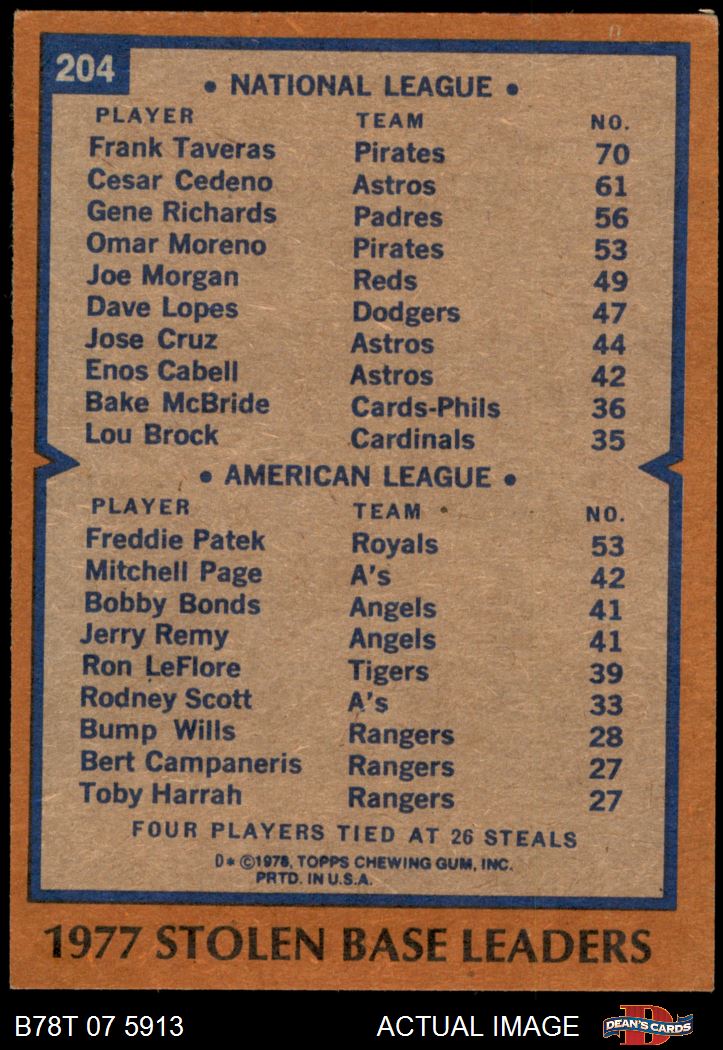 204
• NATIONAL LEAGUE •
PLAYER TEAM NO.
Frank Taveras Pirates 70
Cesar Cedeno Astros 61
Gene Richards Padres 56
Omar Moreno Pirates 53
Joe Morgan Reds 49
Dave Lopes Dodgers 47
Jose Cruz Astros 44
Enos Cabell Astros 42
Bake McBride Cards-Phils 36
Lou Brock Cardinals 35
• AMERICAN LEAGUE •
PLAYER TEAM NO.
Freddie Patek Royals 53
Mitchell Page A's 42
Bobby Bonds Angels 41
Jerry Remy Angels 41
Ron LeFlore Tigers 39
Rodney Scott A's 33
Bump Wills Rangers 28
Bert Campaneris Rangers 27
Toby Harrah Rangers 27
FOUR PLAYERS TIED AT 26 STEALS
D* ©1978, TOPPS CHEWING GUM, INC.
PRTD. IN U.S.A.
1977 STOLEN BASE LEADERS
B78T 07 5913 ACTUAL IMAGE D DEAN'S CARDS